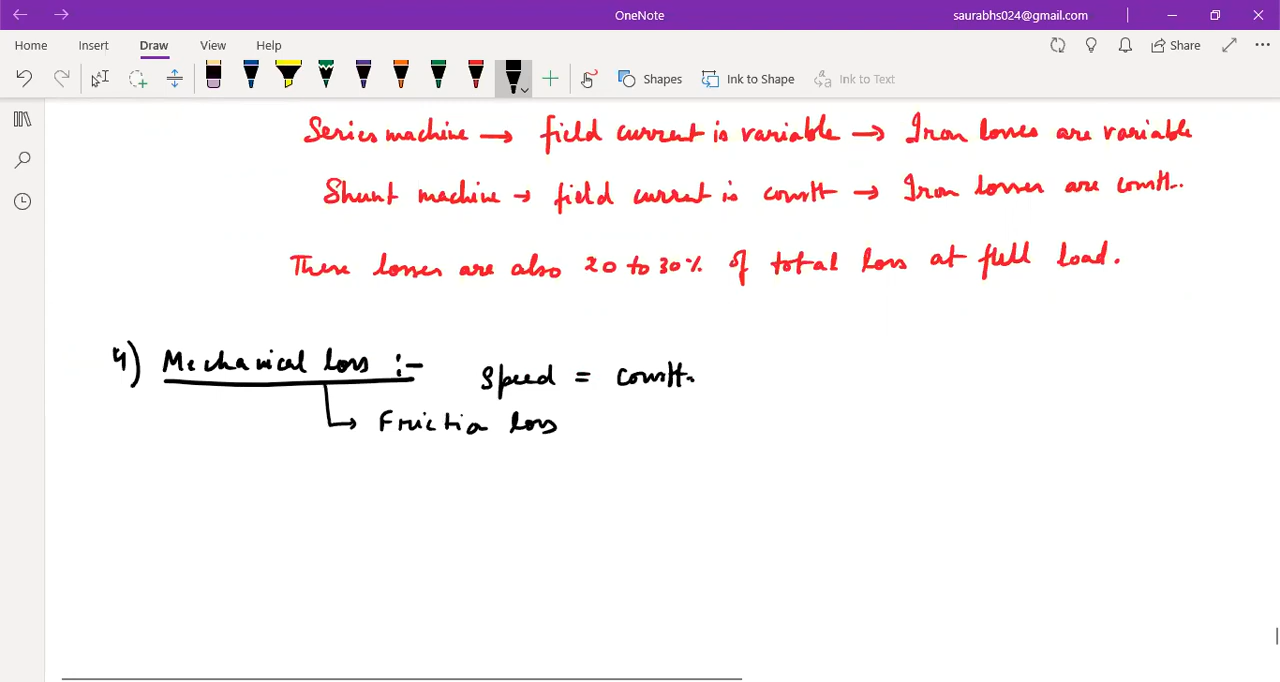 OneNote
saurabhs024@gmail.com
Home Insert Draw View Help
Share
Shapes Ink to Shape Ink to Text
Series machine → field current is variable → Iron losses are variable
Shunt machine → field current is constt → Iron losses are constt..
These losses are also 20 to 30% of total loss at full load.
4) Mechanical loss :- Speed = constt.
↳ Friction loss